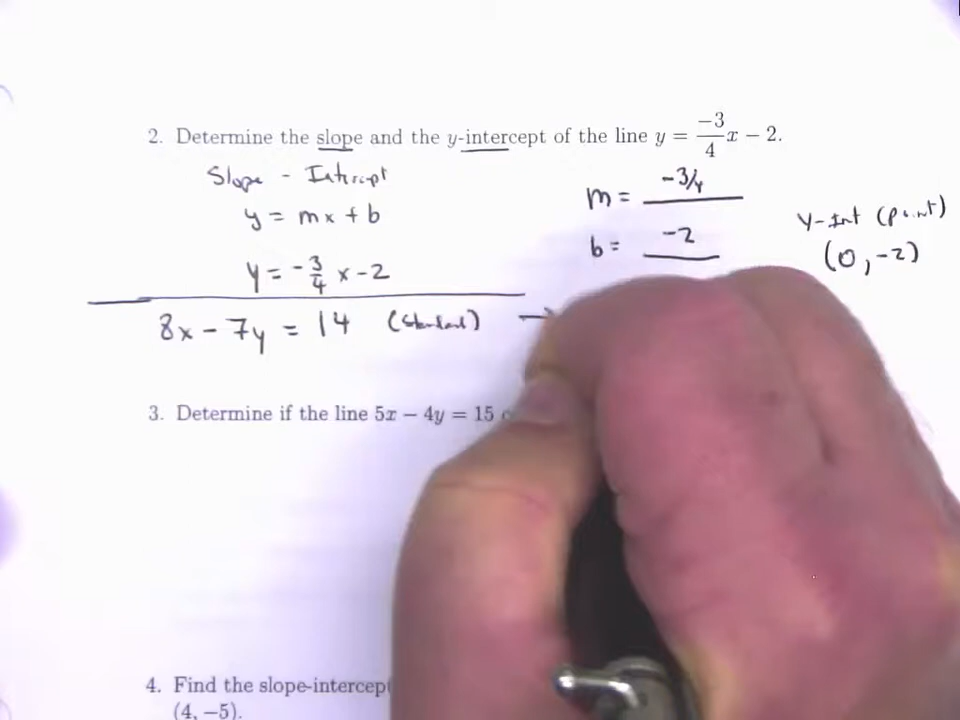 2. Determine the slope and the y-intercept of the line y = -3/4 x − 2.
Slope - Intercept
m = -3/4
y = mx + b
y-Int (point)
b = -2
(0, -2)
y = -3/4 x - 2
8x - 7y = 14 (Standard) →
3. Determine if the line 5x − 4y = 15
4. Find the slope-intercept
(4, −5).